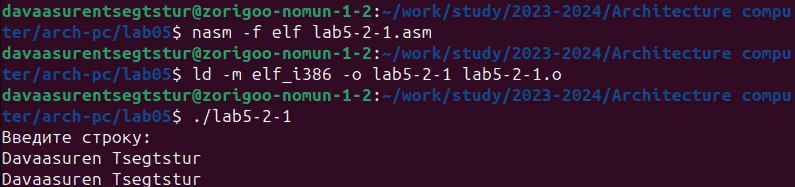 davaasurentsegtstur@zorigoo-nomun-1-2:~/work/study/2023-2024/Architecture compu
ter/arch-pc/lab05$ nasm -f elf lab5-2-1.asm
davaasurentsegtstur@zorigoo-nomun-1-2:~/work/study/2023-2024/Architecture compu
ter/arch-pc/lab05$ ld -m elf_i386 -o lab5-2-1 lab5-2-1.o
davaasurentsegtstur@zorigoo-nomun-1-2:~/work/study/2023-2024/Architecture compu
ter/arch-pc/lab05$ ./lab5-2-1
Введите строку:
Davaasuren Tsegtstur
Davaasuren Tsegtstur